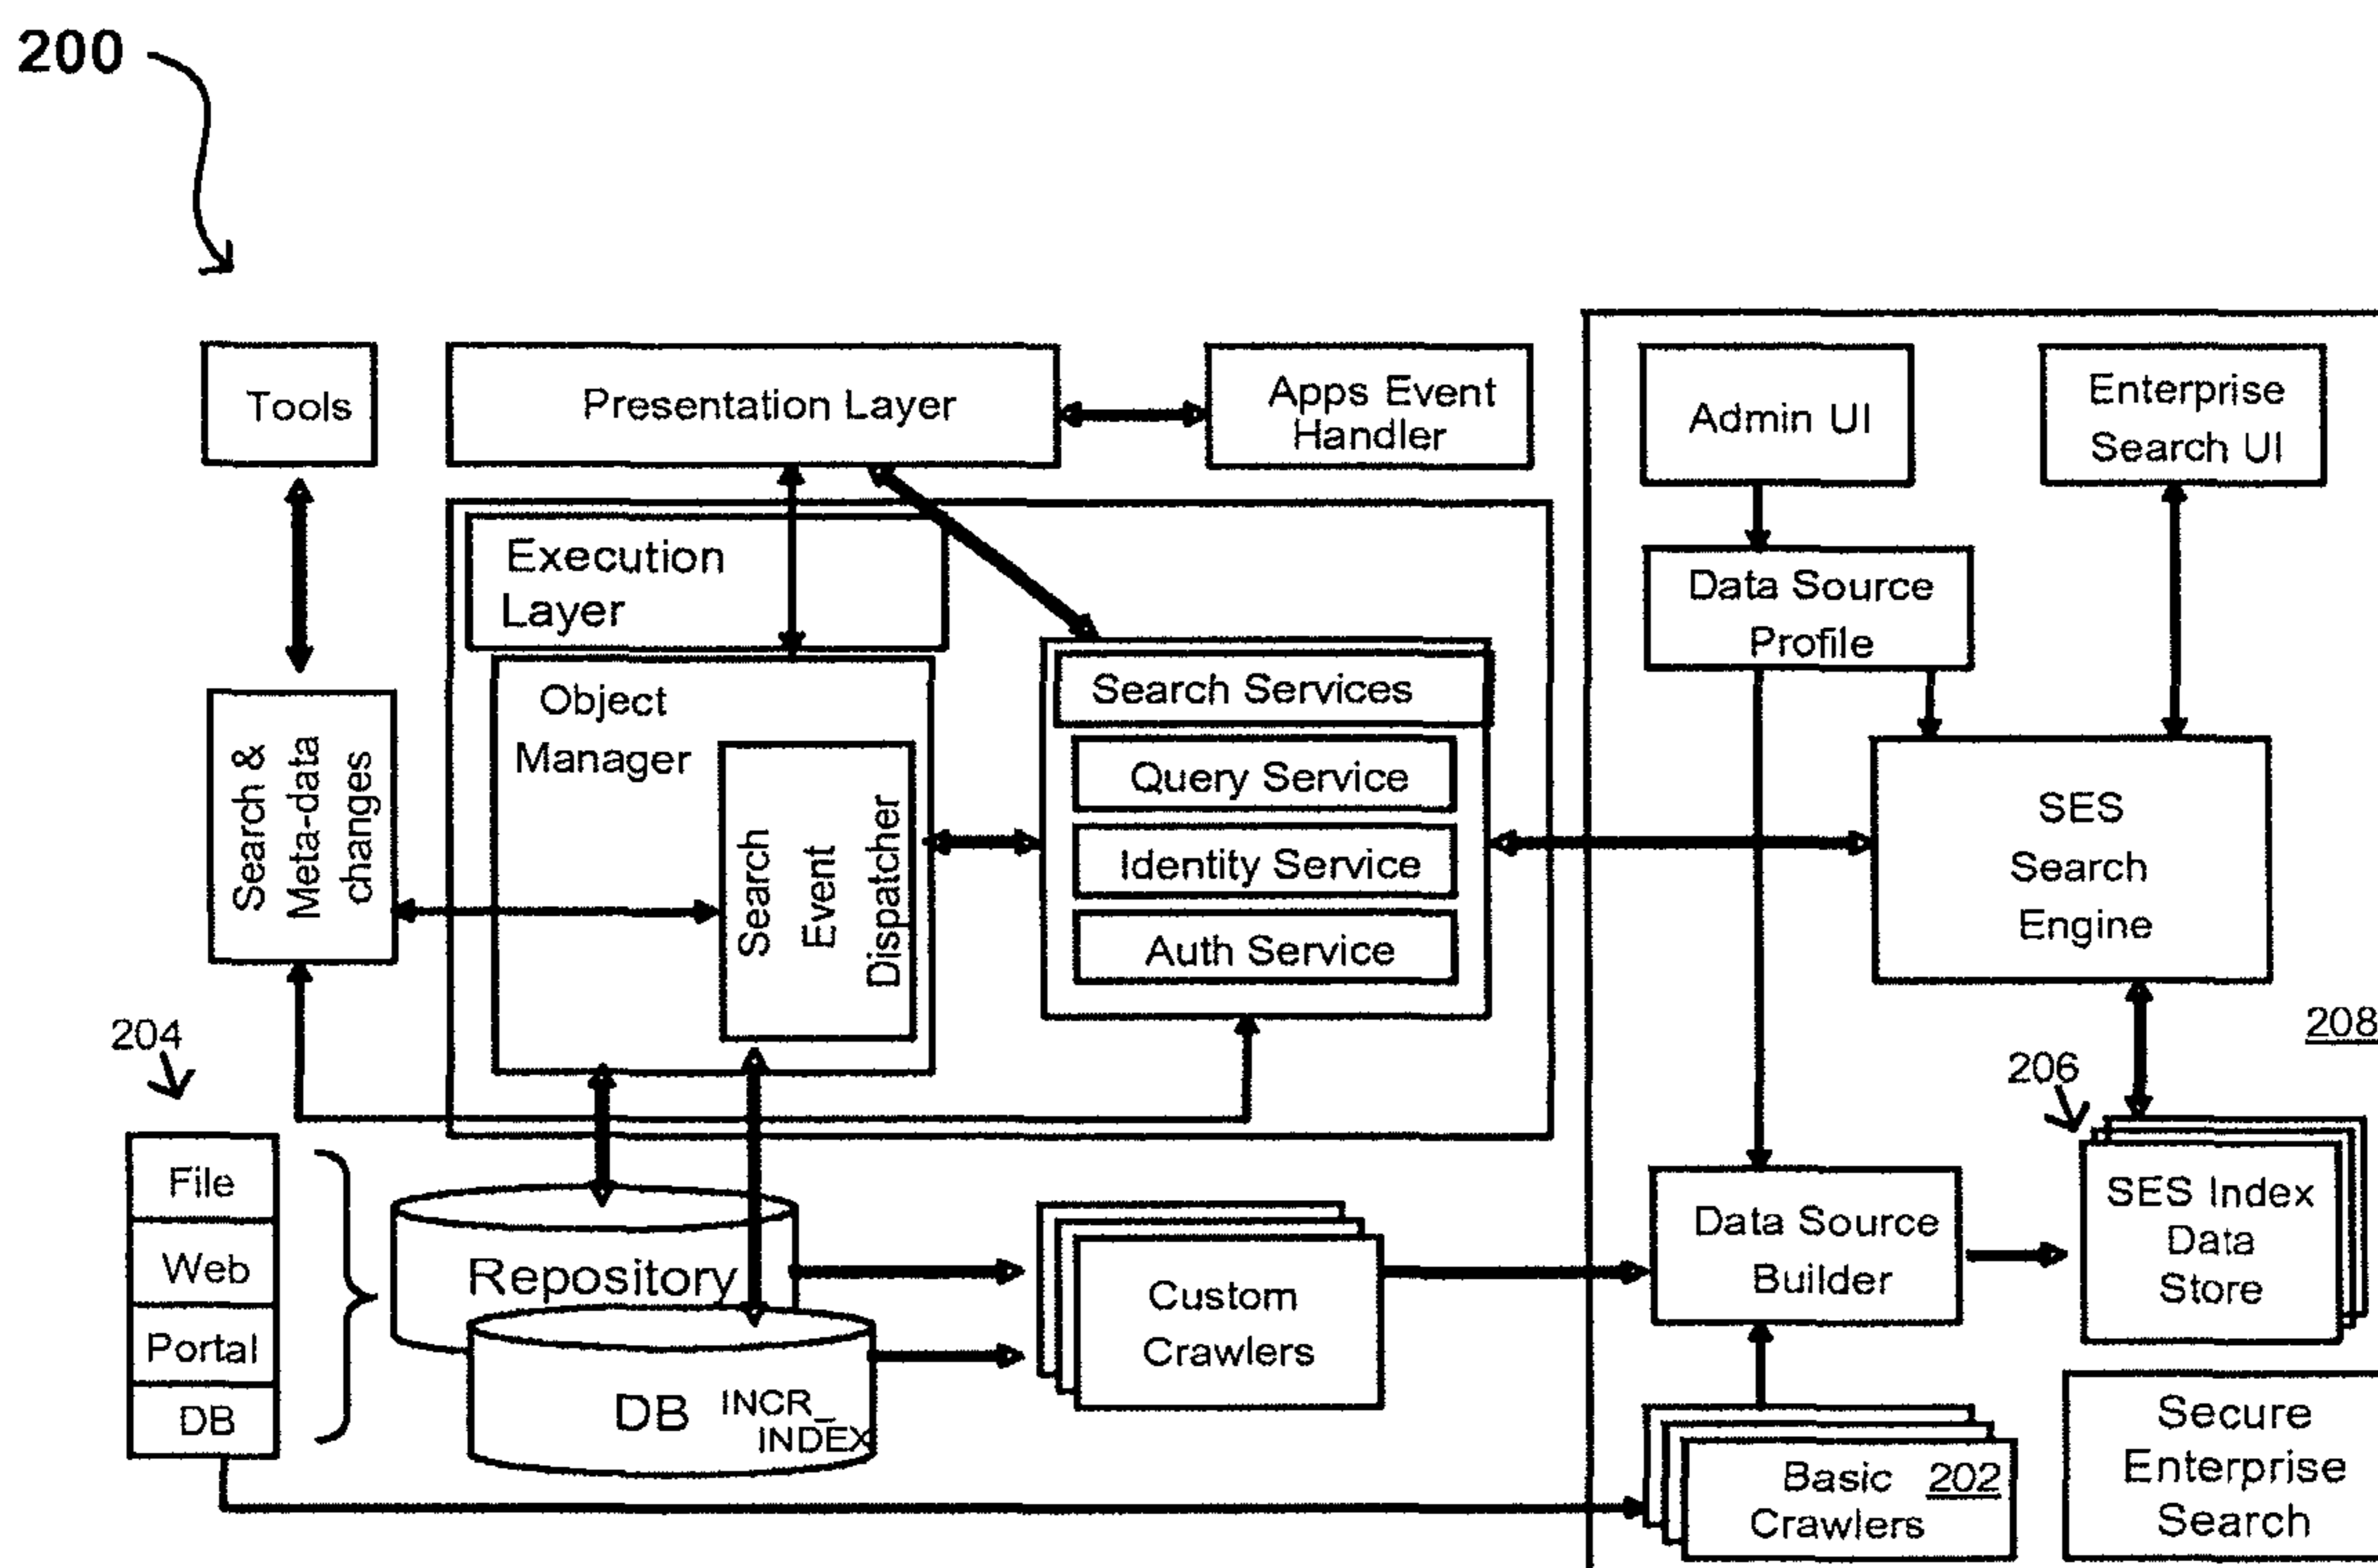 200
Tools
Presentation Layer
Apps Event
Handler
Admin UI
Enterprise
Search UI
Execution
Layer
Data Source
Profile
Object
Manager
Search Services
Query Service
Identity Service
Auth Service
Search
Event
Dispatcher
Search &
Meta-data
changes
SES
Search
Engine
204
208
206
File
Web
Portal
DB
Repository
DB
INCR_
INDEX
Custom
Crawlers
Data Source
Builder
SES Index
Data
Store
Basic 202
Crawlers
Secure
Enterprise
Search